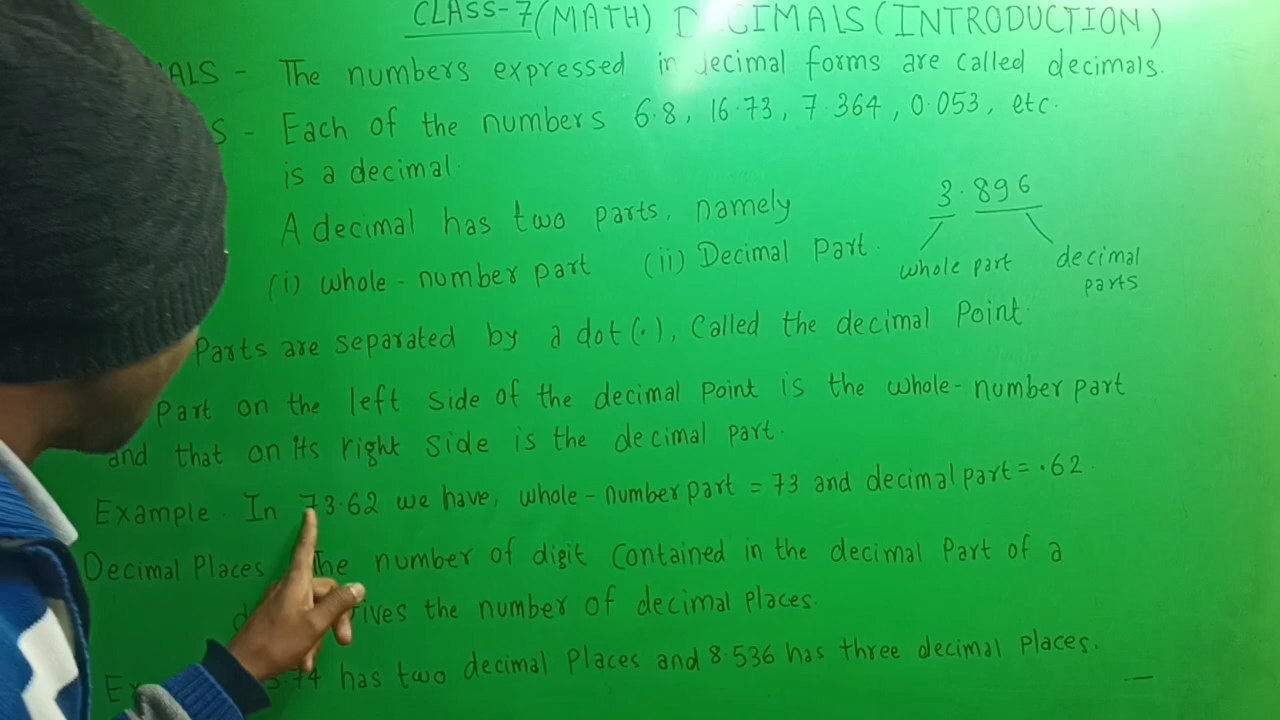 CLASS-7 (MATH) DECIMALS (INTRODUCTION)
ALS - The numbers expressed in decimal forms are called decimals.
S - Each of the numbers 6.8, 16.73, 7.364, 0.053, etc.
is a decimal.
3.896
A decimal has two parts, namely
(i) whole-number part (ii) Decimal Part.
whole part decimal
parts
Parts are separated by a dot (.), Called the decimal Point.
Part on the left side of the decimal Point is the whole-number part
and that on its right side is the decimal part.
Example. In 73.62 we have, whole-number part = 73 and decimal part = .62.
Decimal Places The number of digit Contained in the decimal Part of a
gives the number of decimal Places.
.74 has two decimal Places and 8.536 has three decimal Places.